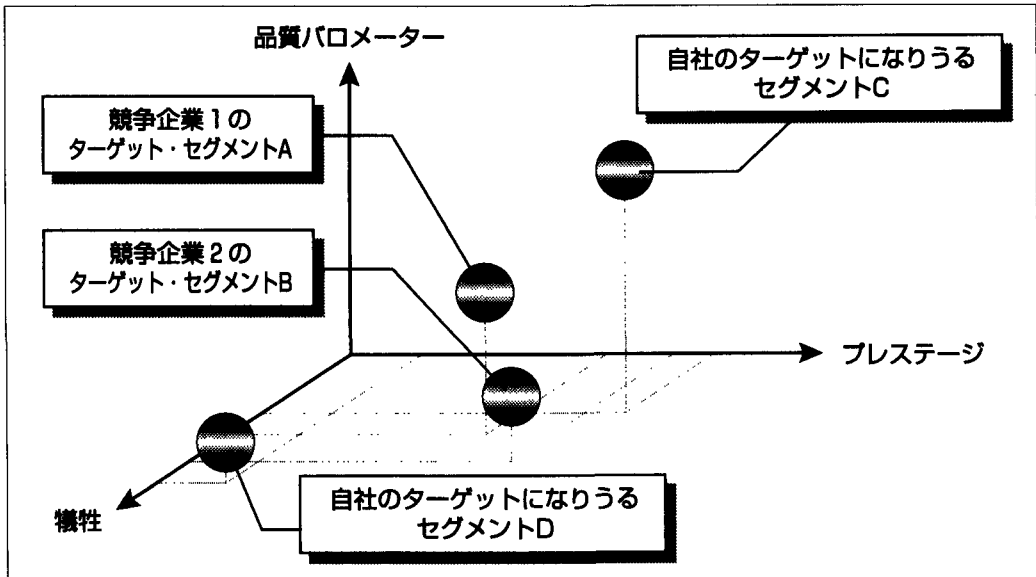 品質バロメーター
自社のターゲットになりうる
セグメントC
競争企業1の
ターゲット・セグメントA
競争企業2の
ターゲット・セグメントB
プレステージ
犠牲
自社のターゲットになりうる
セグメントD